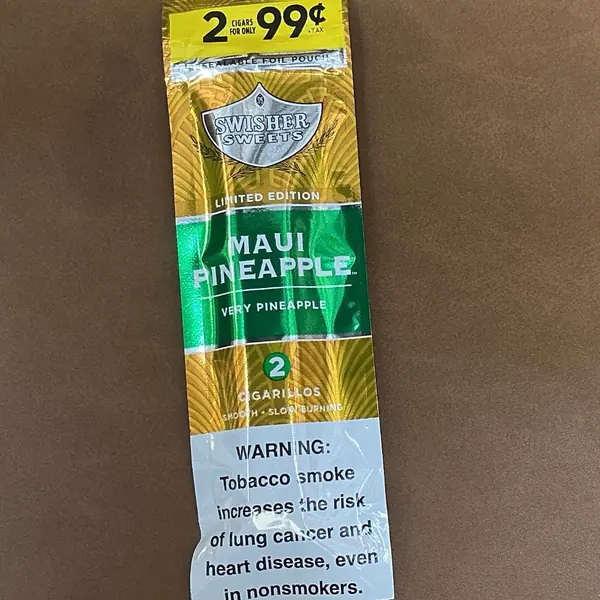 2 CIGARS FOR ONLY 99¢ +TAX
RESEALABLE FOIL POUCH
SWISHER
SWEETS
LIMITED EDITION
MAUI
PINEAPPLE™
VERY PINEAPPLE
2
CIGARILLOS
SMOOTH • SLOW BURNING
WARNING:
Tobacco smoke
increases the risk
of lung cancer and
heart disease, even
in nonsmokers.